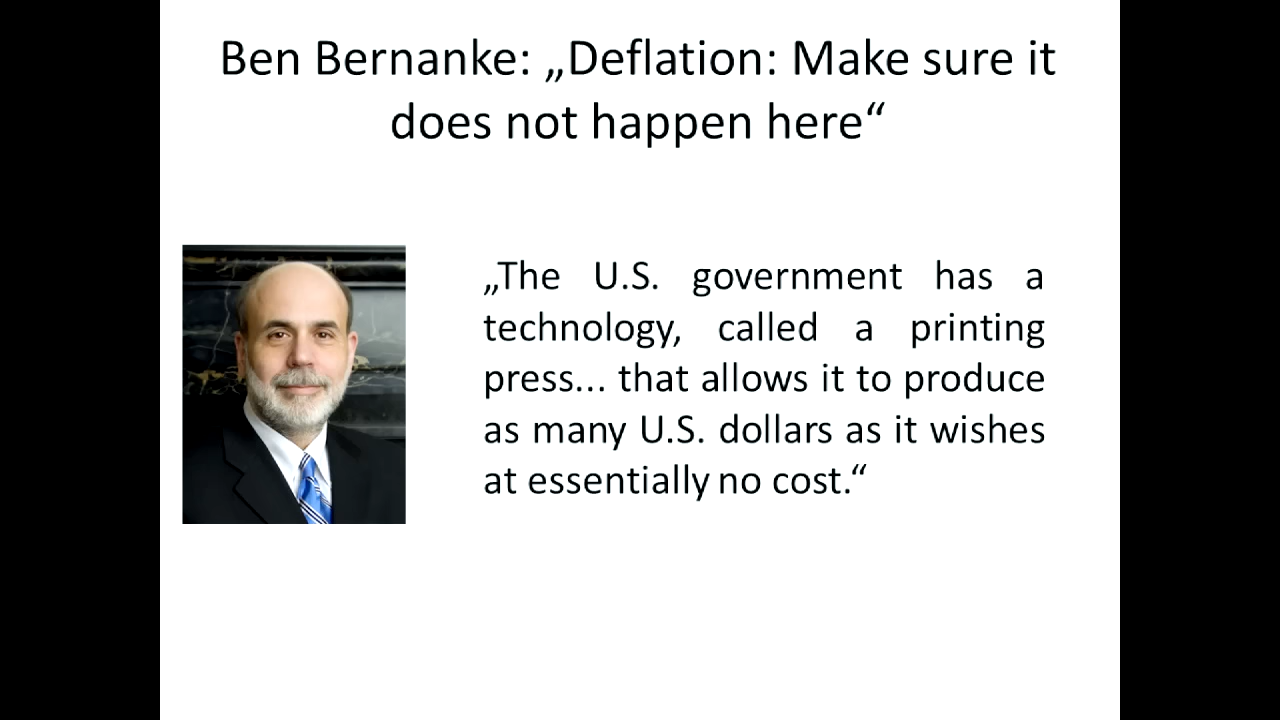 Ben Bernanke: „Deflation: Make sure it
does not happen here“
„The U.S. government has a
technology, called a printing
press... that allows it to produce
as many U.S. dollars as it wishes
at essentially no cost.“